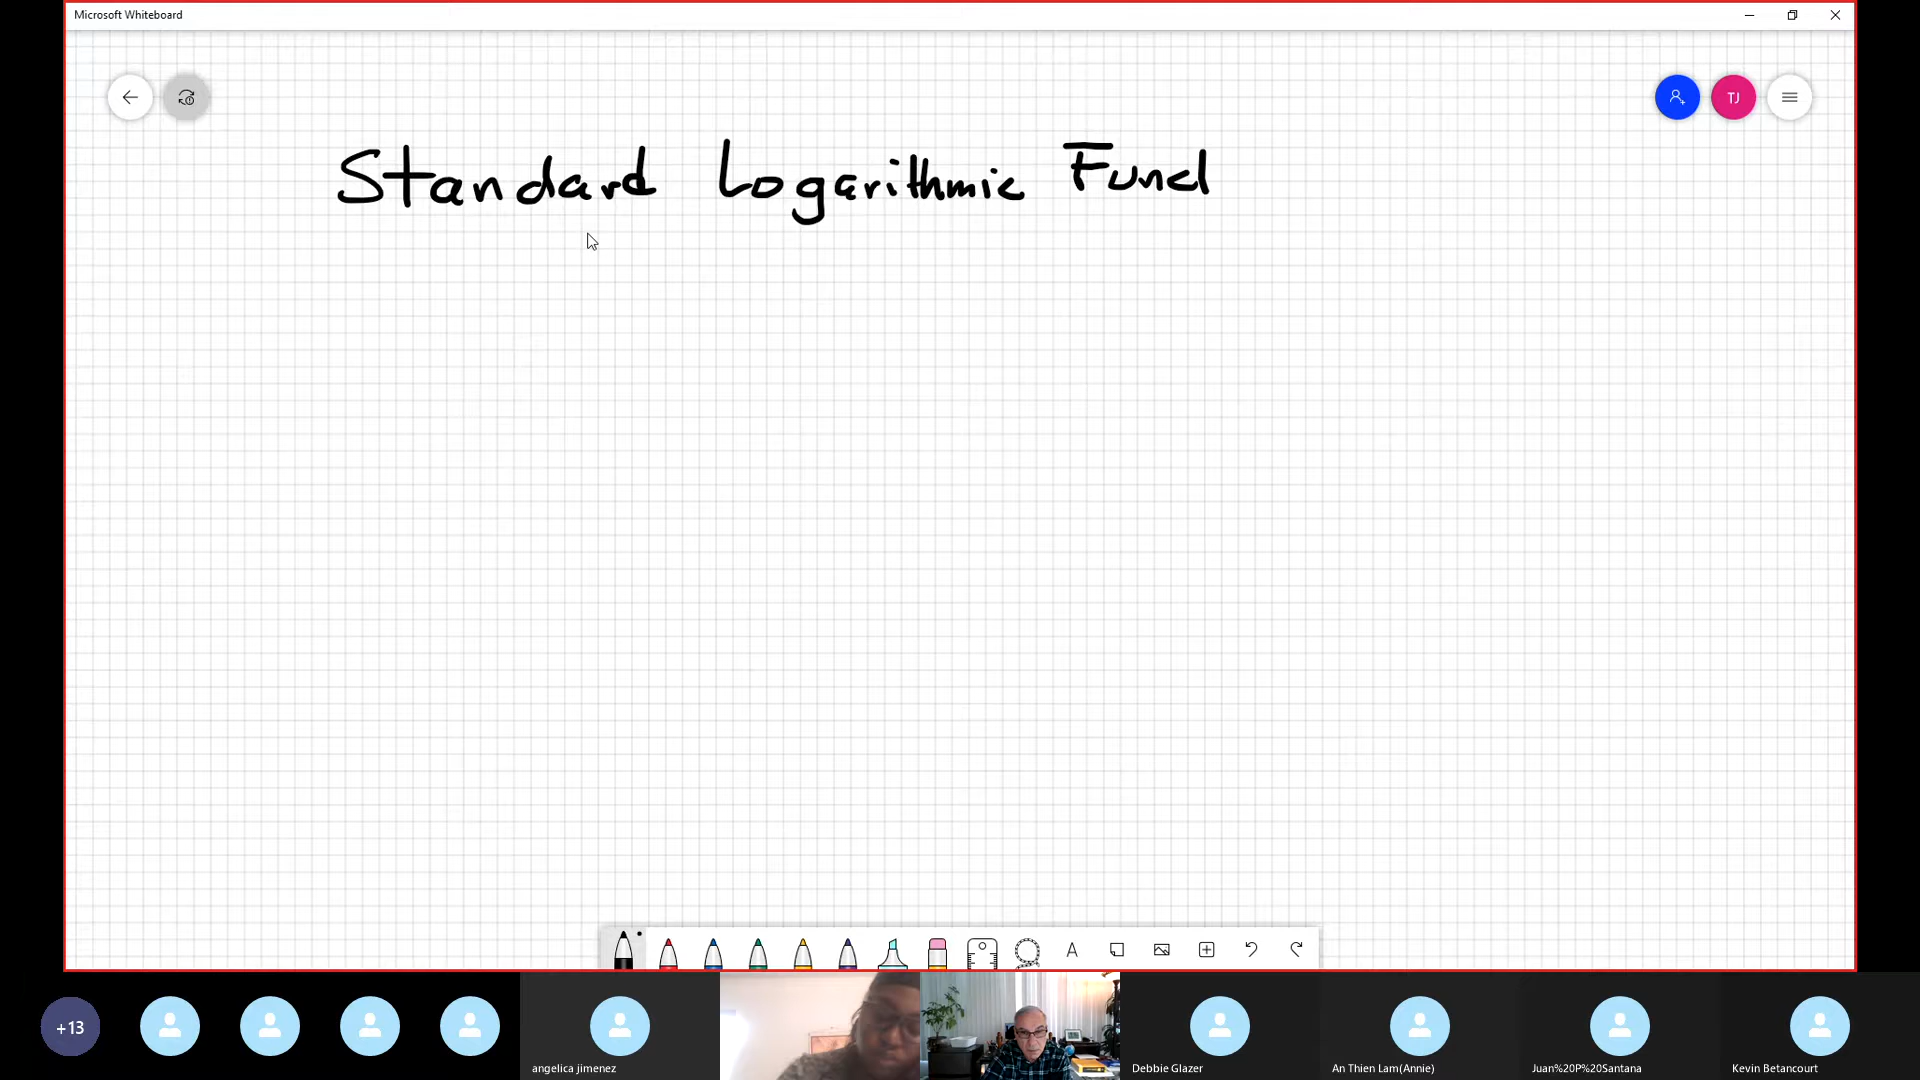 Microsoft Whiteboard
TJ
Standard Logarithmic Funcl
A
+13
angelica jimenez
Debbie Glazer
An Thien Lam(Annie)
Juan%20P%20Santana
Kevin Betancourt